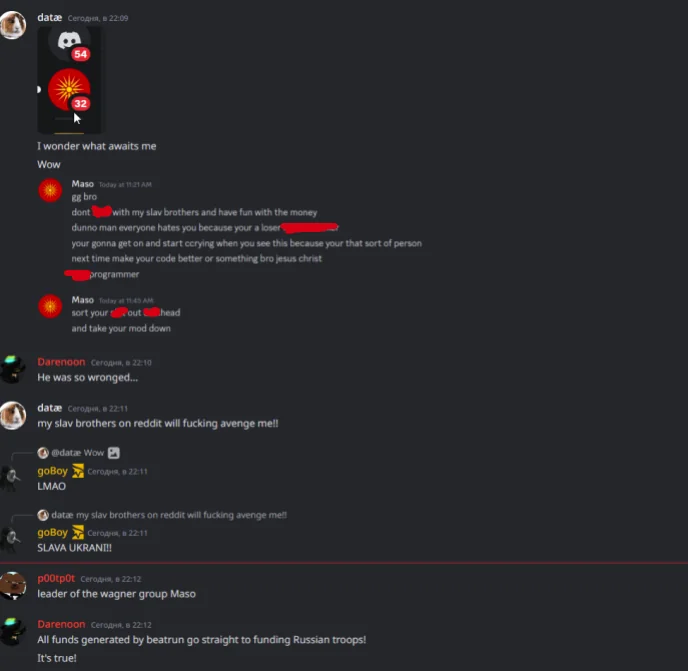 datæ Сегодня, в 22:09
54
32
I wonder what awaits me
Wow
Maso Today at 11:21 AM
gg bro
dont with my slav brothers and have fun with the money
dunno man everyone hates you because your a loser
your gonna get on and start ccrying when you see this because your that sort of person
next time make your code better or something bro jesus christ
programmer
Maso Today at 11:43 AM
sort your out head
and take your mod down
Darenoon Сегодня, в 22:10
He was so wronged...
datæ Сегодня, в 22:11
my slav brothers on reddit will fucking avenge me!!
@datæ Wow
goBoy Сегодня, в 22:11
LMAO
datæ my slav brothers on reddit will fucking avenge me!!
goBoy Сегодня, в 22:11
SLAVA UKRANI!!
p00tp0t Сегодня, в 22:12
leader of the wagner group Maso
Darenoon Сегодня, в 22:12
All funds generated by beatrun go straight to funding Russian troops!
It's true!